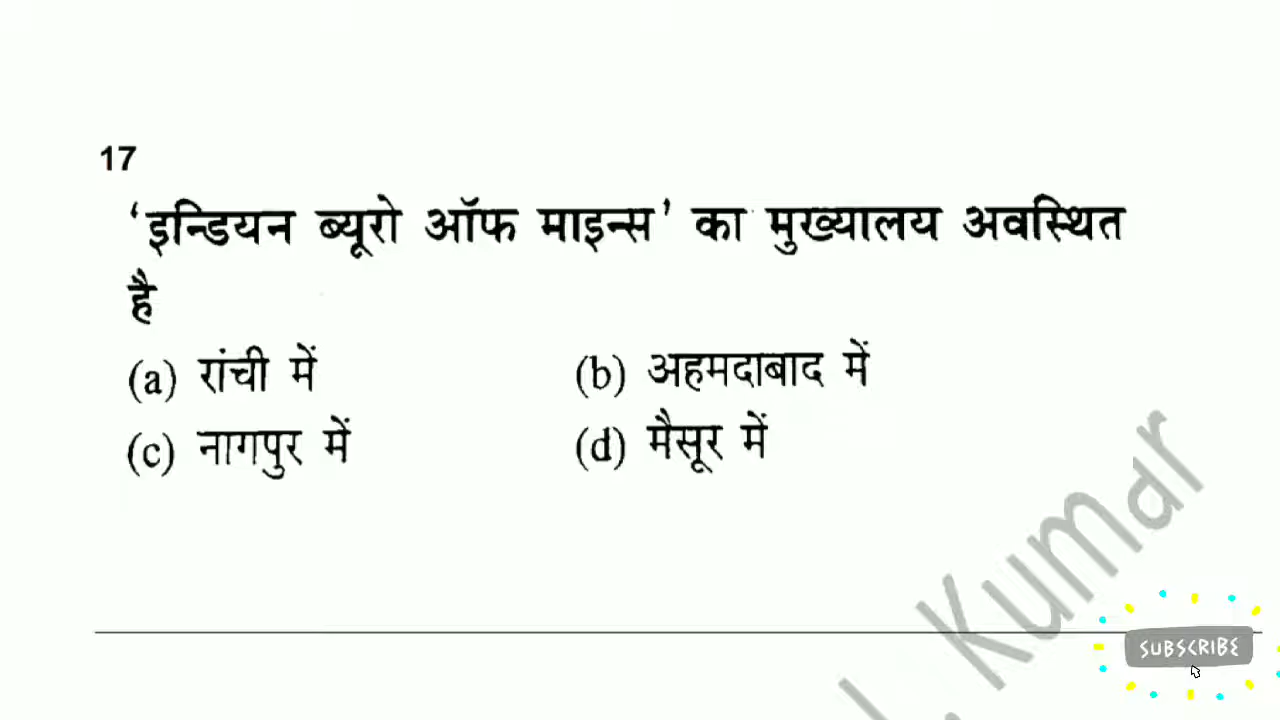 17
‘इन्डियन ब्यूरो ऑफ माइन्स’ का मुख्यालय अवस्थित
है
(a) रांची में (b) अहमदाबाद में
(c) नागपुर में (d) मैसूर में
Kumar
SUBSCRIBE